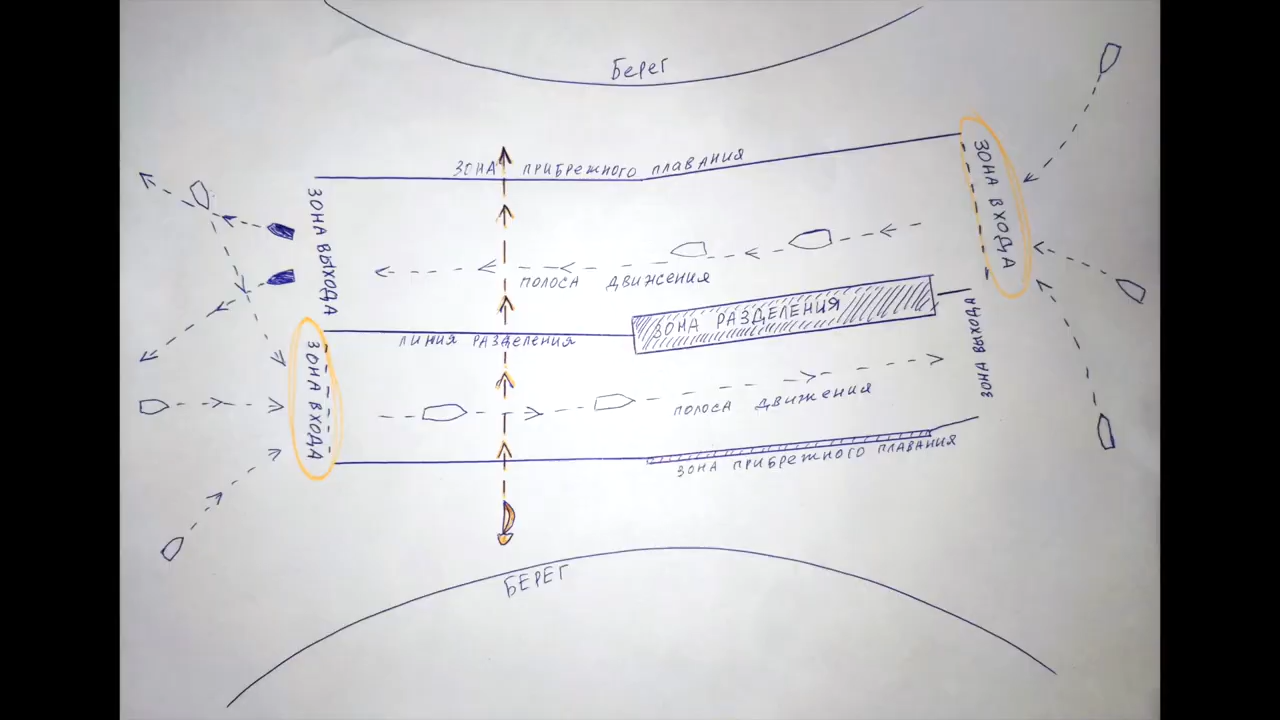 Берег
ЗОНА ПРИБРЕЖНОГО ПЛАВАНИЯ
ЗОНА ВХОДА
ЗОНА ВЫХОДА
ПОЛОСА ДВИЖЕНИЯ
ЗОНА РАЗДЕЛЕНИЯ
ЛИНИЯ РАЗДЕЛЕНИЯ
ЗОНА ВЫХОДА
ЗОНА ВХОДА
ПОЛОСА ДВИЖЕНИЯ
ЗОНА ПРИБРЕЖНОГО ПЛАВАНИЯ
БЕРЕГ